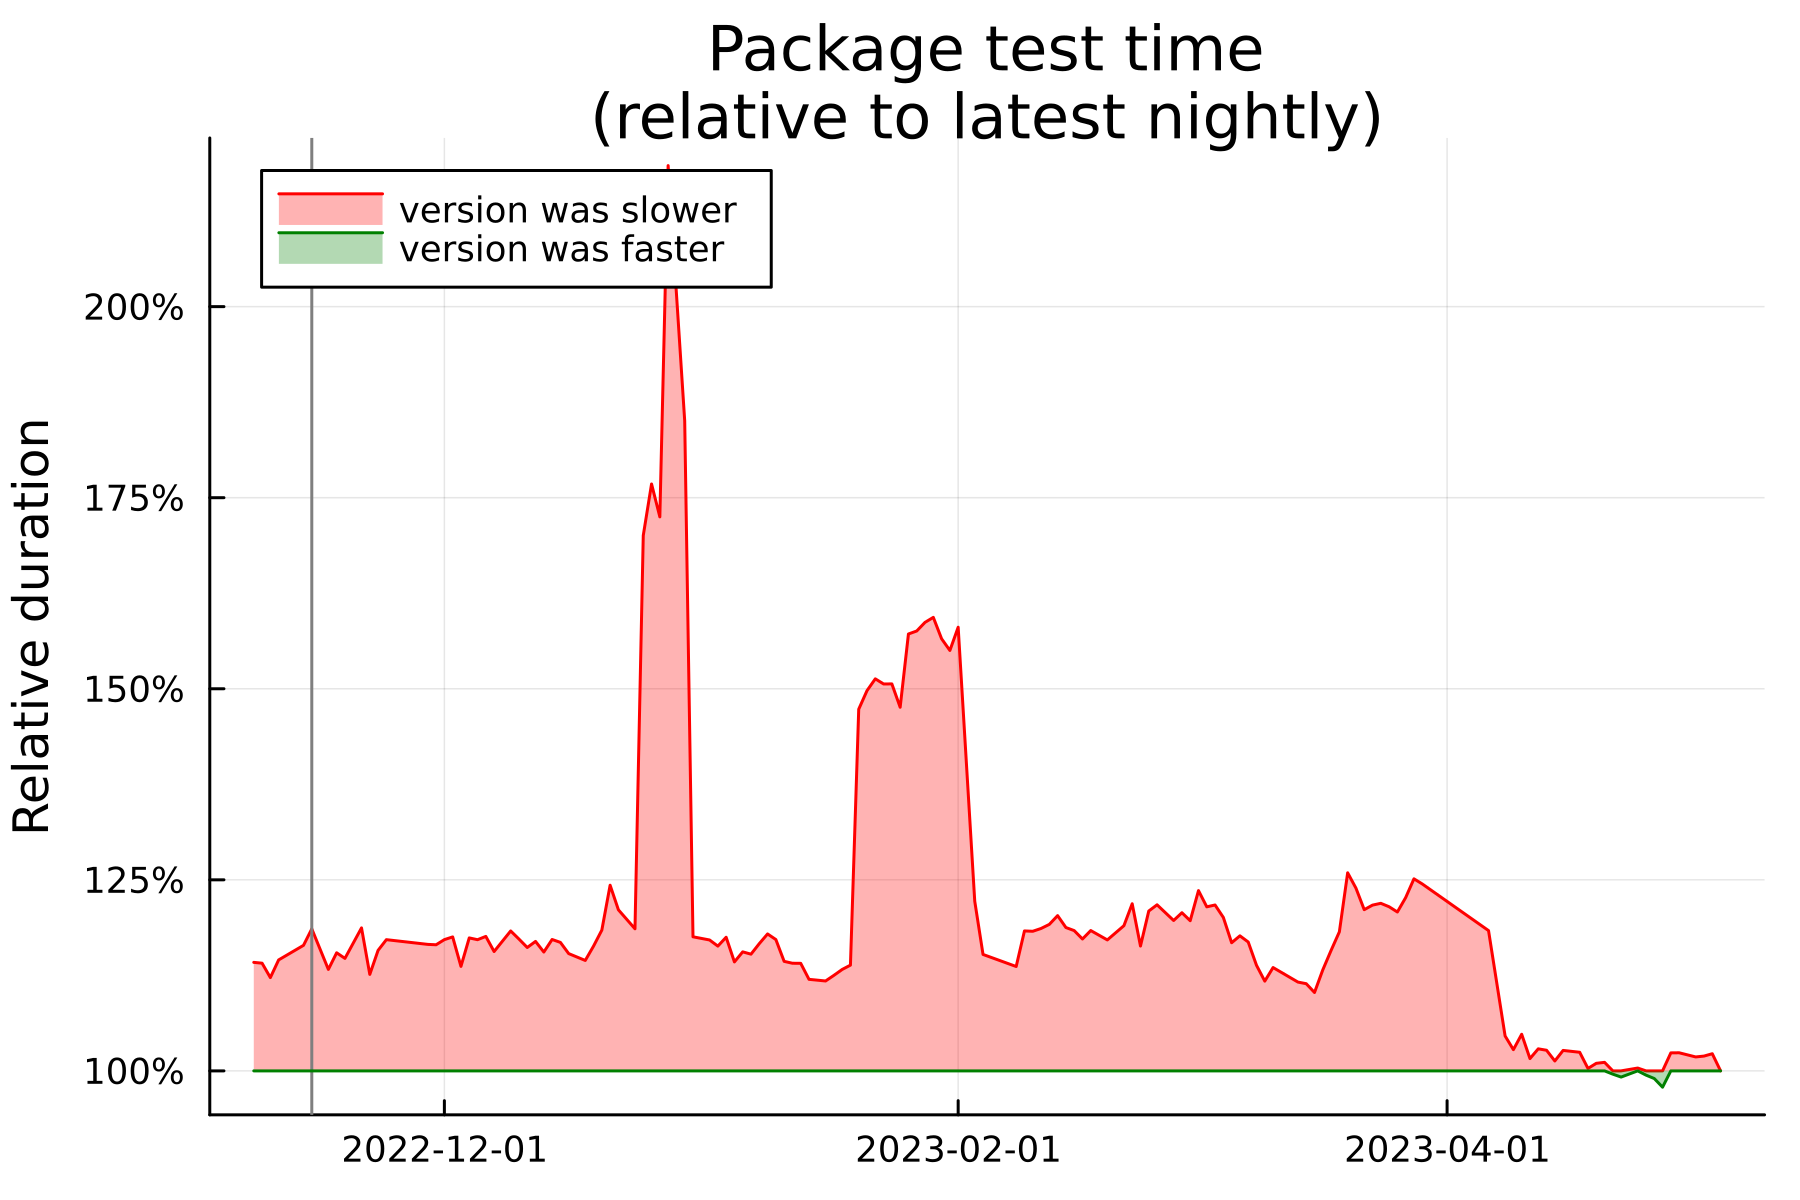 Package test time
(relative to latest nightly)
version was slower
version was faster
200%
175%
150%
125%
100%
Relative duration
2022-12-01
2023-02-01
2023-04-01